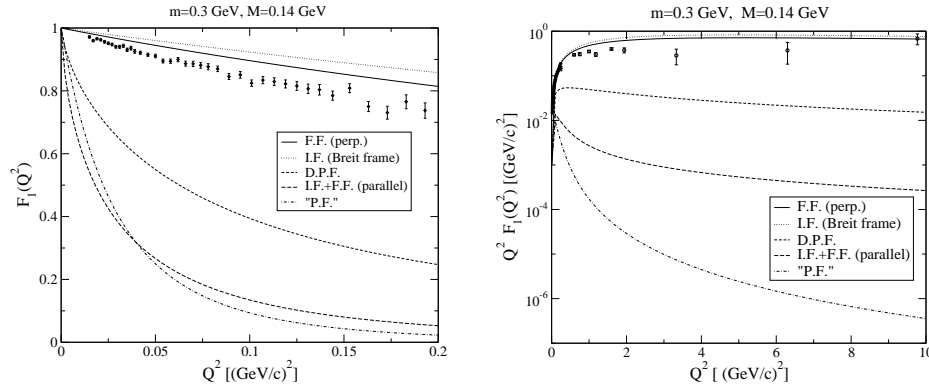 m=0.3 GeV, M=0.14 GeV
1
0.8
0.6
0.4
0.2
0
F₁(Q²)
F.F. (perp.)
I.F. (Breit frame)
D.P.F.
I.F.+F.F. (parallel)
"P.F."
0 0.05 0.1 0.15 0.2
Q² [(GeV/c)²]
m=0.3 GeV, M=0.14 GeV
10⁰
10⁻²
10⁻⁴
10⁻⁶
Q² F₁(Q²) [(GeV/c)²]
F.F. (perp.)
I.F. (Breit frame)
D.P.F.
I.F.+F.F. (parallel)
"P.F."
0 2 4 6 8 10
Q² [ (GeV/c)²]